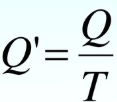 Q' = Q/T